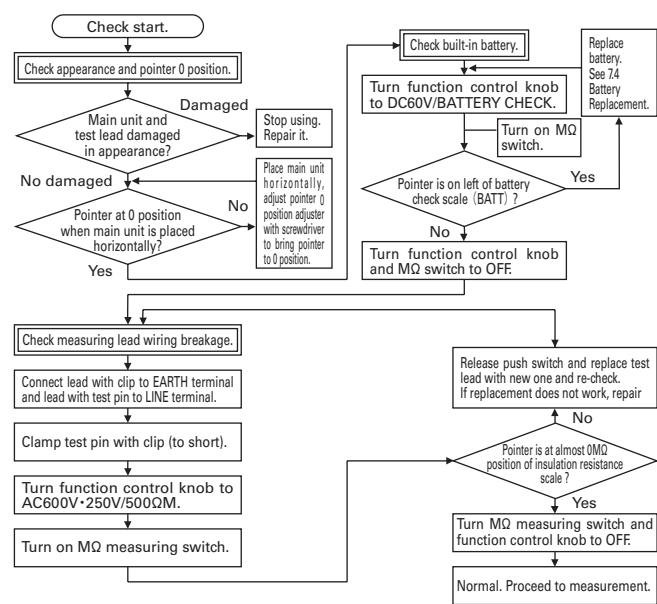 Check start.
Check appearance and pointer 0 position.
Damaged
Main unit and
test lead damaged
in appearance?
Stop using.
Repair it.
No damaged
Pointer at 0 position
when main unit is placed
horizontally?
No
Place main unit
horizontally,
adjust pointer 0
position adjuster
with screwdriver
to bring pointer
to 0 position.
Yes
Check built-in battery.
Turn function control knob
to DC60V/BATTERY CHECK.
Turn on MΩ
switch.
Replace
battery.
See 7.4
Battery
Replacement.
Pointer is on left of battery
check scale (BATT) ?
Yes
No
Turn function control knob
and MΩ switch to OFF.
Check measuring lead wiring breakage.
Connect lead with clip to EARTH terminal
and lead with test pin to LINE terminal.
Clamp test pin with clip (to short).
Turn function control knob to
AC600V・250V/500ΩM.
Turn on MΩ measuring switch.
Release push switch and replace test
lead with new one and re-check.
If replacement does not work, repair
No
Pointer is at almost 0MΩ
position of insulation resistance
scale ?
Yes
Turn MΩ measuring switch and
function control knob to OFF.
Normal. Proceed to measurement.